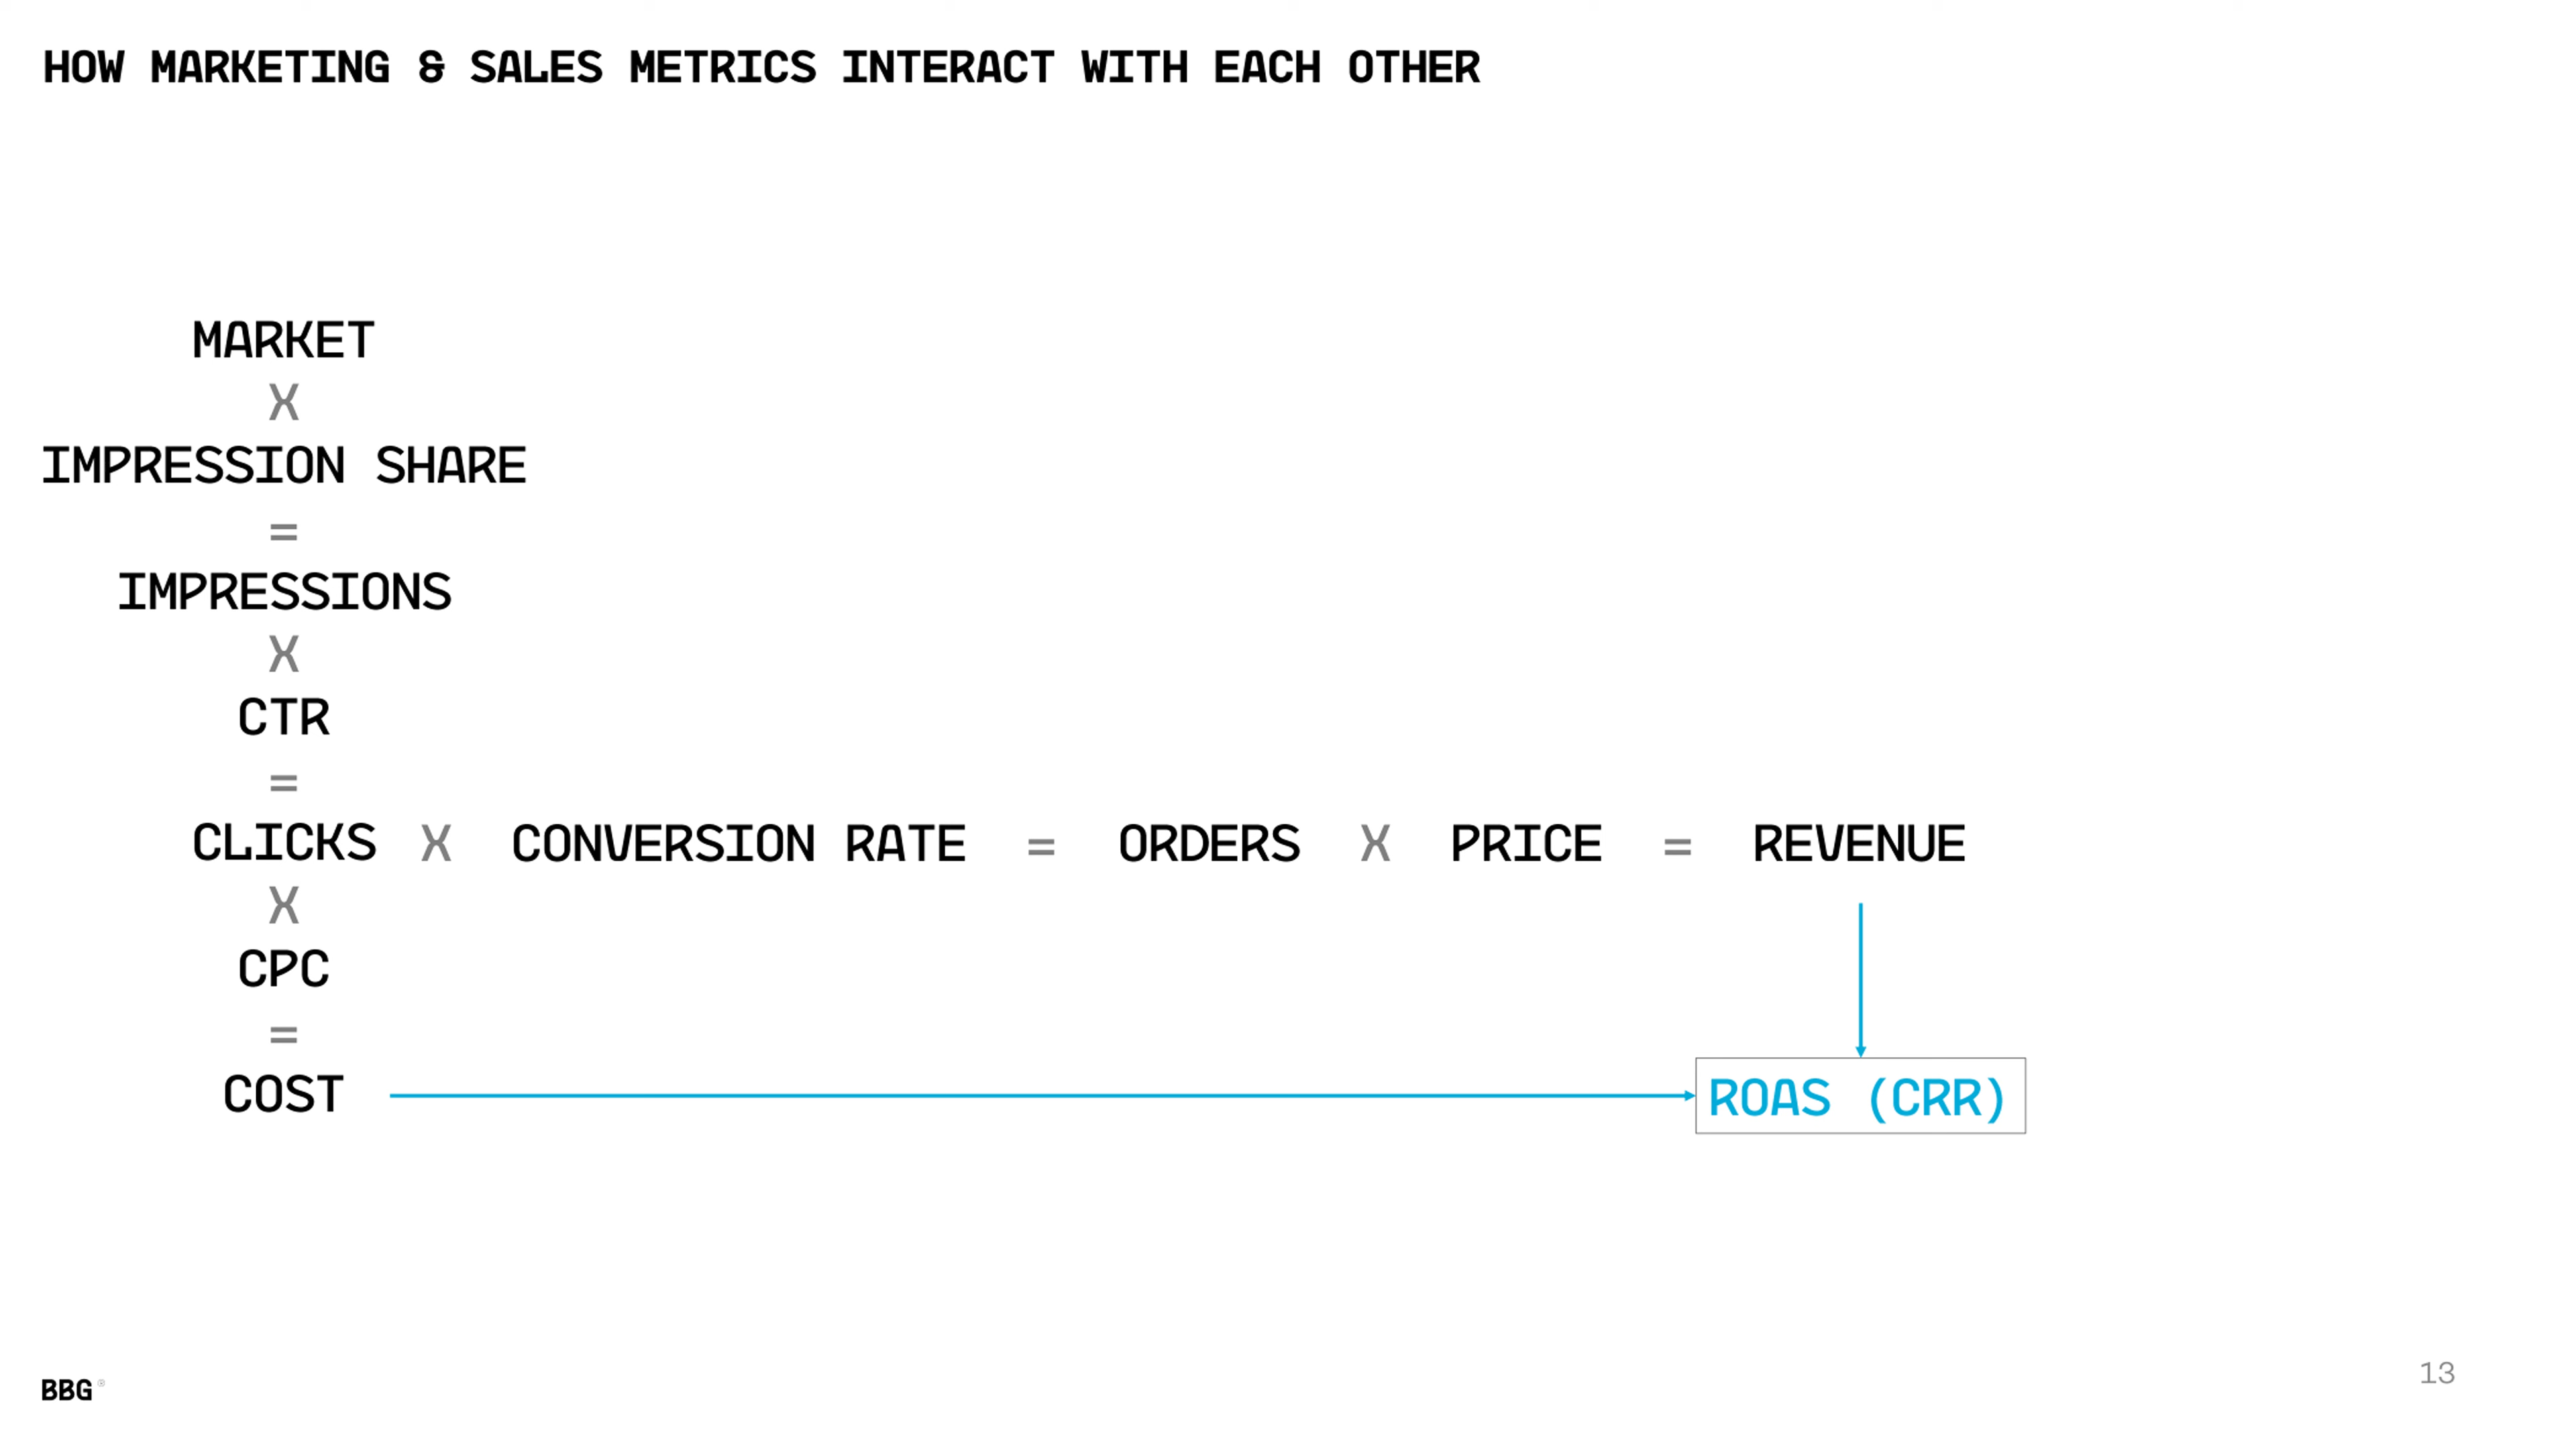 HOW MARKETING & SALES METRICS INTERACT WITH EACH OTHER
MARKET
X
IMPRESSION SHARE
=
IMPRESSIONS
X
CTR
=
CLICKS X CONVERSION RATE = ORDERS X PRICE = REVENUE
X
CPC
=
COST
ROAS (CRR)
BBG®
13